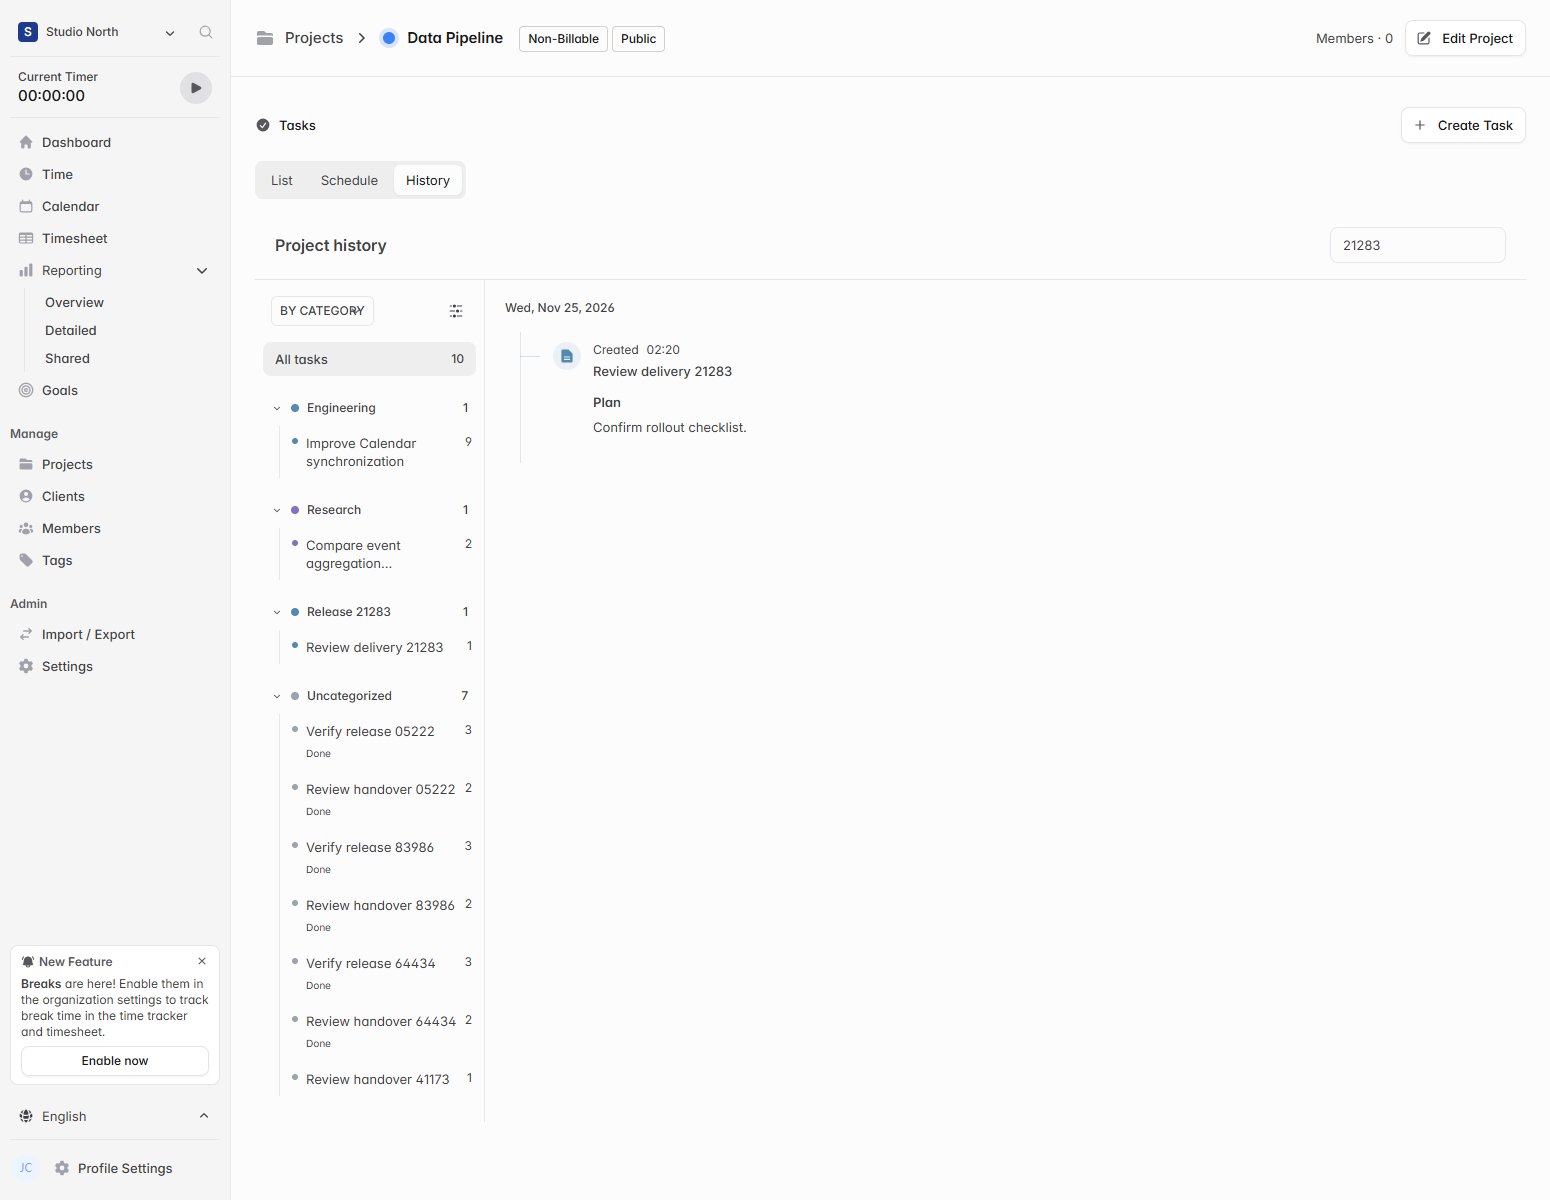 S Studio North
Current Timer
00:00:00
Dashboard
Time
Calendar
Timesheet
Reporting
Overview
Detailed
Shared
Goals
Manage
Projects
Clients
Members
Tags
Admin
Import / Export
Settings
New Feature
Breaks are here! Enable them in
the organization settings to track
break time in the time tracker
and timesheet.
Enable now
English
JC Profile Settings
Projects Data Pipeline Non-Billable Public
Members · 0 Edit Project
Tasks
Create Task
List Schedule History
Project history
21283
BY CATEGORY
All tasks 10
Engineering 1
Improve Calendar 9
synchronization
Research 1
Compare event 2
aggregation...
Release 21283 1
Review delivery 21283 1
Uncategorized 7
Verify release 05222 3
Done
Review handover 05222 2
Done
Verify release 83986 3
Done
Review handover 83986 2
Done
Verify release 64434 3
Done
Review handover 64434 2
Done
Review handover 41173 1
Wed, Nov 25, 2026
Created 02:20
Review delivery 21283
Plan
Confirm rollout checklist.